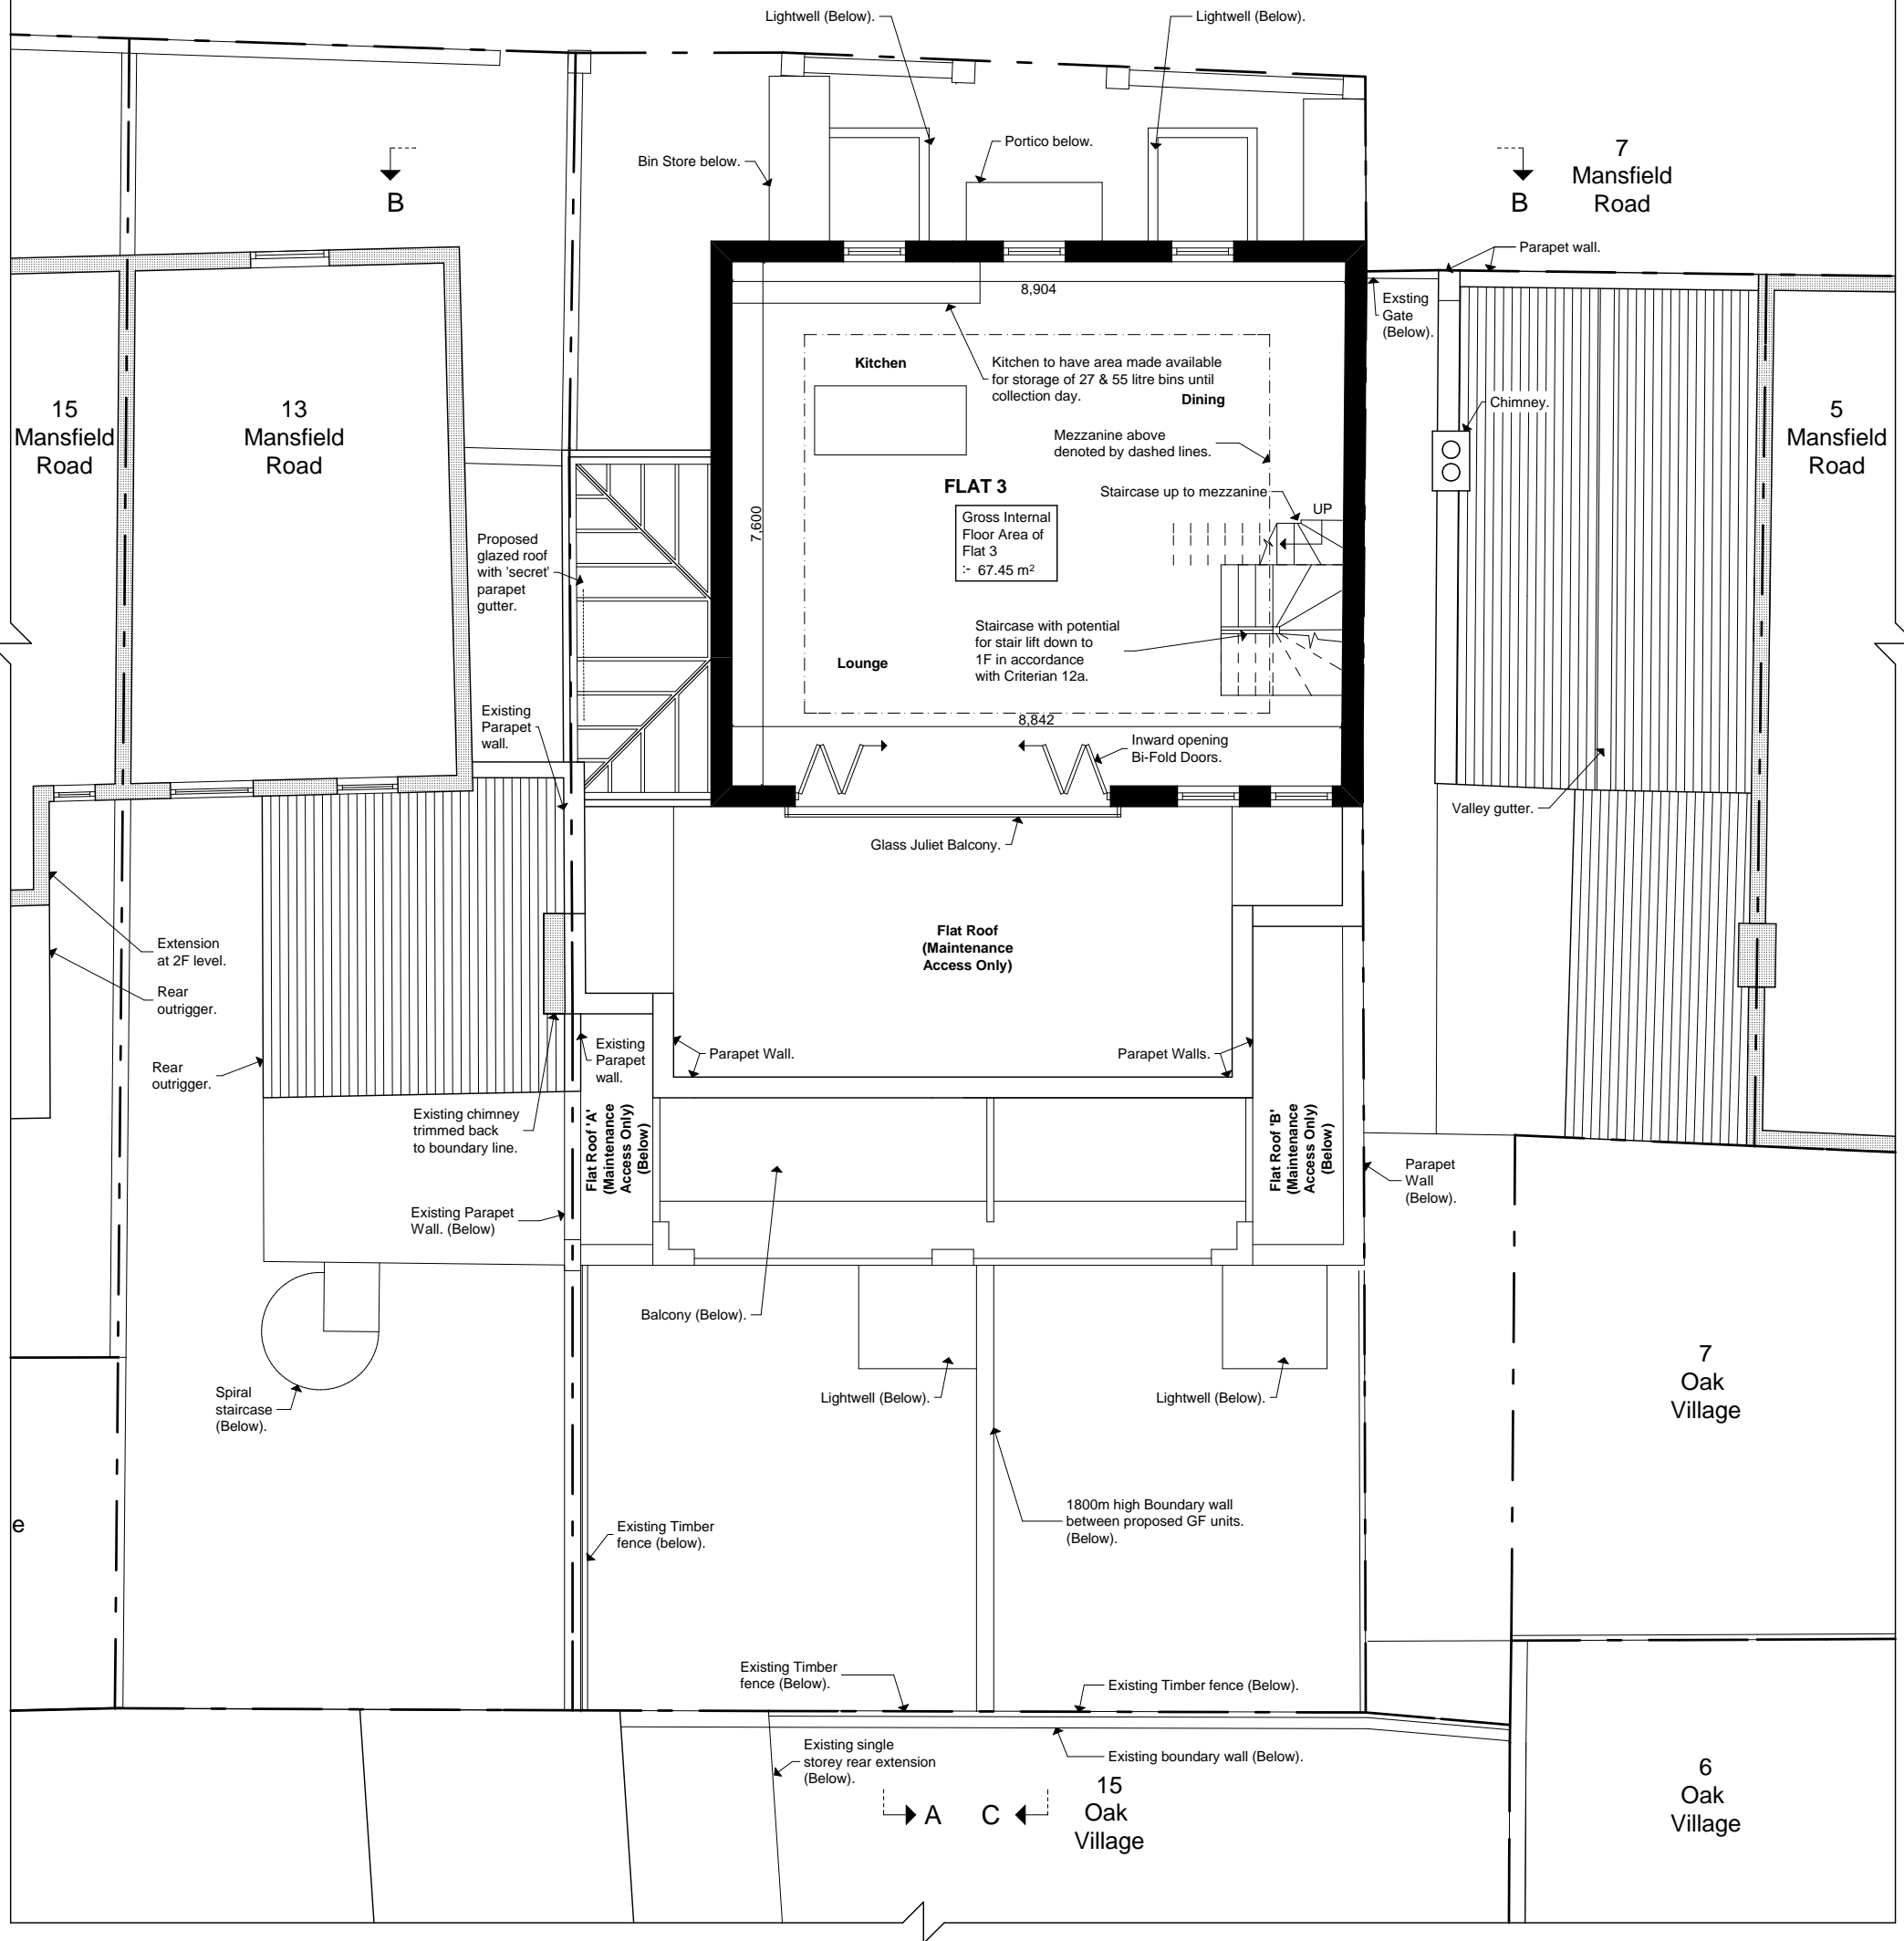 Lightwell (Below).
Lightwell (Below).
Portico below.
Bin Store below.
B
B
7
Mansfield
Road
Parapet wall.
8,904
Exsting
Gate
(Below).
Kitchen
Kitchen to have area made available
for storage of 27 & 55 litre bins until
collection day.
Dining
15
Mansfield
Road
13
Mansfield
Road
Chimney.
5
Mansfield
Road
Mezzanine above
denoted by dashed lines.
FLAT 3
Staircase up to mezzanine
UP
Gross Internal
Floor Area of
Flat 3
:- 67.45 m²
7,600
Proposed
glazed roof
with 'secret'
parapet
gutter.
Staircase with potential
for stair lift down to
1F in accordance
with Criterian 12a.
Lounge
8,842
Existing
Parapet
wall.
Inward opening
Bi-Fold Doors.
Valley gutter.
Glass Juliet Balcony.
Flat Roof
(Maintenance
Access Only)
Extension
at 2F level.
Rear
outrigger.
Rear
outrigger.
Existing
Parapet
wall.
Parapet Wall.
Parapet Walls.
Existing chimney
trimmed back
to boundary line.
Flat Roof 'A'
(Maintenance
Access Only)
(Below)
Flat Roof 'B'
(Maintenance
Access Only)
(Below)
Parapet
Wall
(Below).
Existing Parapet
Wall. (Below)
Balcony (Below).
Spiral
staircase
(Below).
Lightwell (Below).
Lightwell (Below).
7
Oak
Village
e
Existing Timber
fence (below).
1800m high Boundary wall
between proposed GF units.
(Below).
Existing Timber
fence (Below).
Existing Timber fence (Below).
Existing single
storey rear extension
(Below).
Existing boundary wall (Below).
A
C
15
Oak
Village
6
Oak
Village